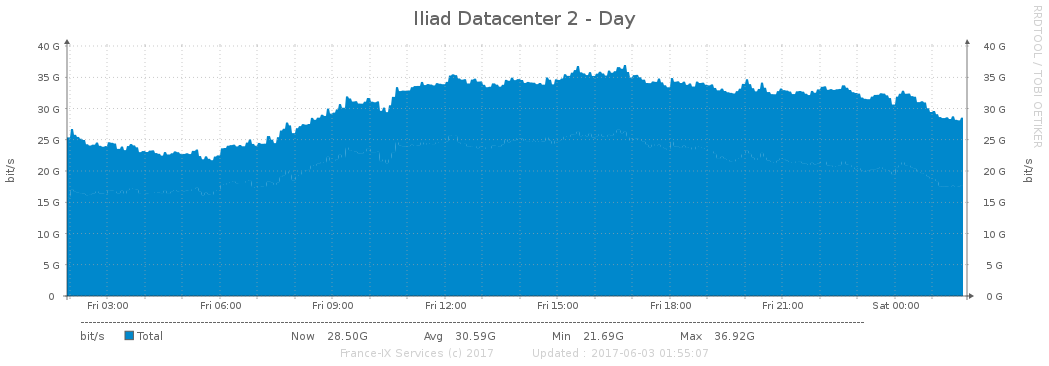 Iliad Datacenter 2 - Day
RRDTOOL / TOBI OETIKER
40 G 40 G
35 G 35 G
30 G 30 G
25 G 25 G
20 G 20 G
15 G 15 G
10 G 10 G
5 G 5 G
0 0 G
bit/s bit/s
Fri 03:00 Fri 06:00 Fri 09:00 Fri 12:00 Fri 15:00 Fri 18:00 Fri 21:00 Sat 00:00
bit/s Total Now 28.50G Avg 30.59G Min 21.69G Max 36.92G
France-IX Services (c) 2017 Updated : 2017-06-03 01:55:07